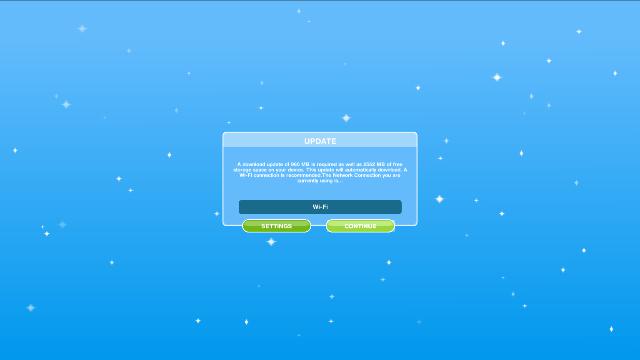 UPDATE
A download update of 960 MB is required as well as 2552 MB of free
storage space on your device. This update will automatically download. A
Wi-Fi connection is recommended.The Network Connection you are
currently using is...
Wi-Fi
SETTINGS
CONTINUE